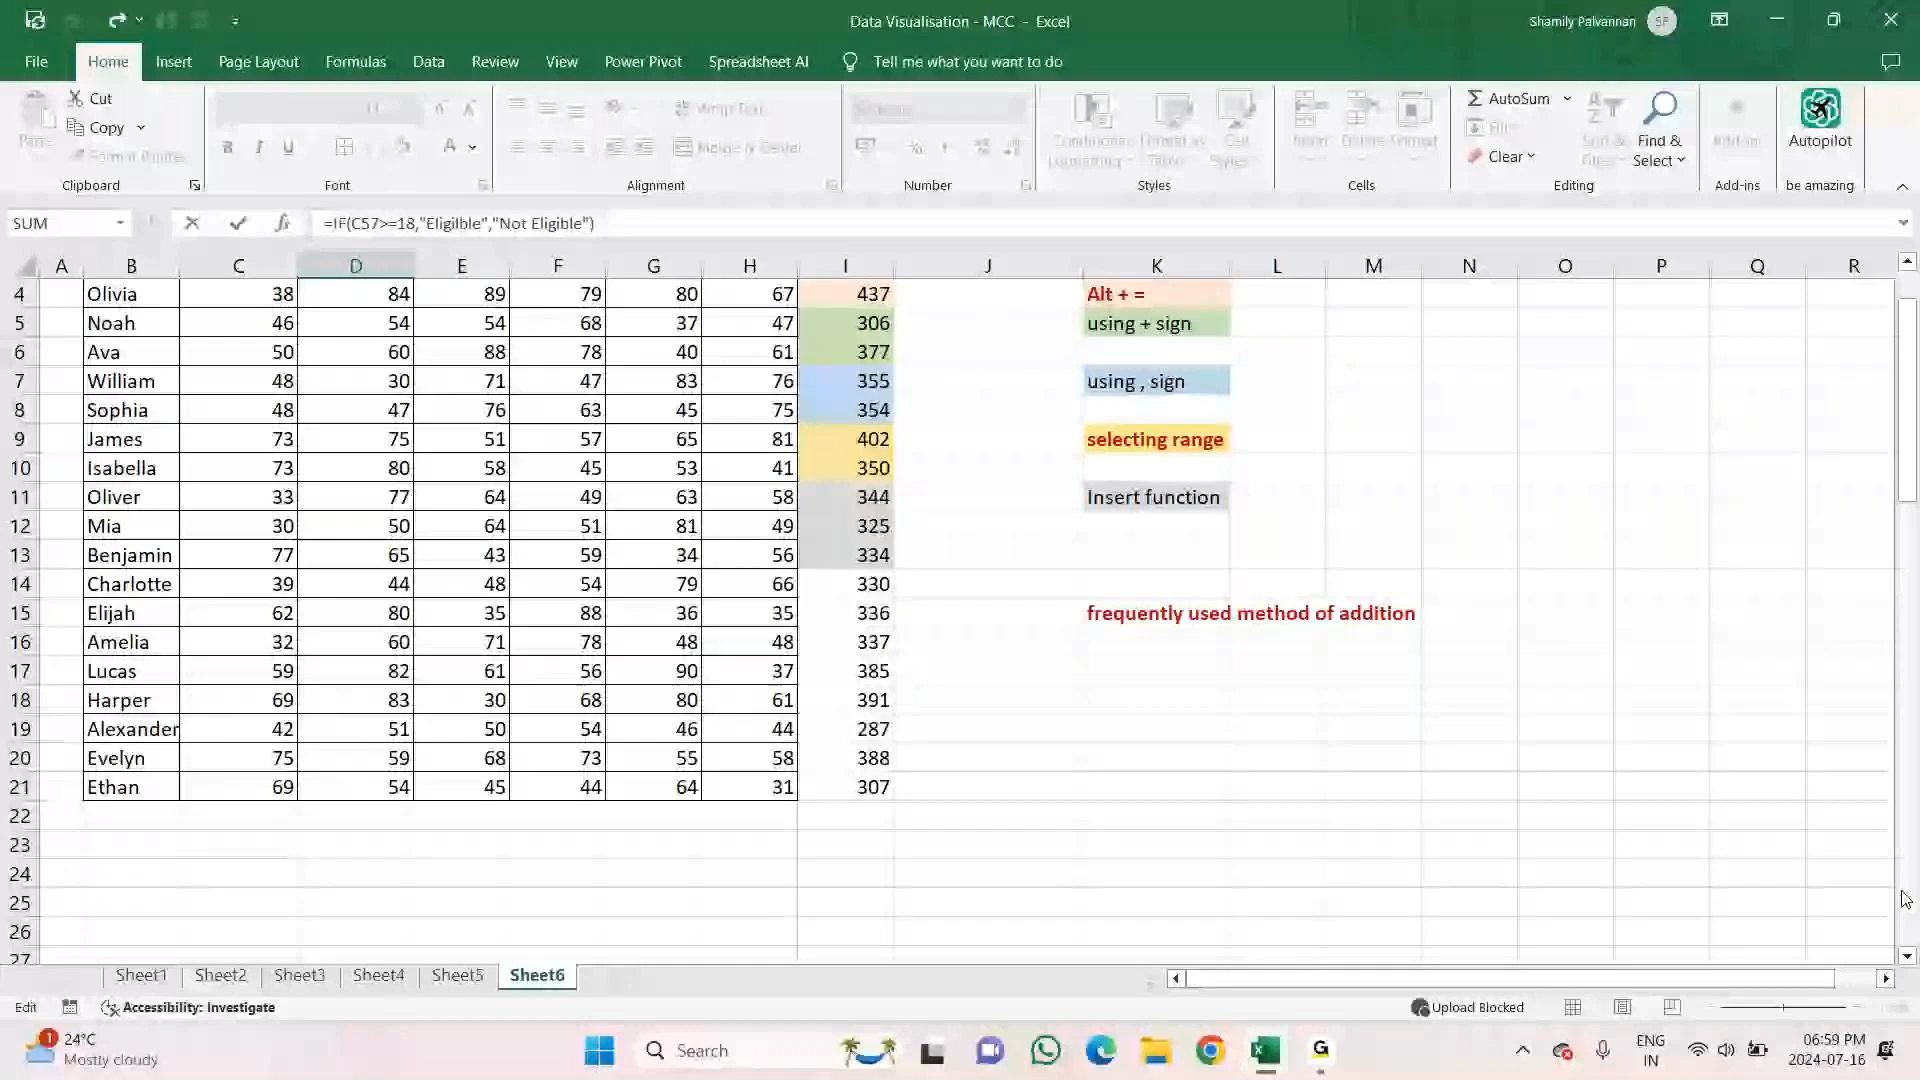 Data Visualisation - MCC - Excel
Shamily Palvannan
SP
File Home Insert Page Layout Formulas Data Review View Power Pivot Spreadsheet AI Tell me what you want to do
Cut
Copy
Format Painter
Paste
Clipboard
B I U A
Font
Wrap Text
Merge & Center
Alignment
Number
Conditional Formatting
Format as Table
Cell Styles
Styles
Insert Delete Format
Cells
AutoSum
Fill
Clear
Sort & Filter
Find & Select
Editing
Add-ins
Add-ins
Autopilot
be amazing
SUM fx =IF(C57>=18,"Eligilble","Not Eligible")
A B C D E F G H I J K L M N O P Q R
4 Olivia 38 84 89 79 80 67 437 Alt + =
5 Noah 46 54 54 68 37 47 306 using + sign
6 Ava 50 60 88 78 40 61 377
7 William 48 30 71 47 83 76 355 using , sign
8 Sophia 48 47 76 63 45 75 354
9 James 73 75 51 57 65 81 402 selecting range
10 Isabella 73 80 58 45 53 41 350
11 Oliver 33 77 64 49 63 58 344 Insert function
12 Mia 30 50 64 51 81 49 325
13 Benjamin 77 65 43 59 34 56 334
14 Charlotte 39 44 48 54 79 66 330
15 Elijah 62 80 35 88 36 35 336 frequently used method of addition
16 Amelia 32 60 71 78 48 48 337
17 Lucas 59 82 61 56 90 37 385
18 Harper 69 83 30 68 80 61 391
19 Alexander 42 51 50 54 46 44 287
20 Evelyn 75 59 68 73 55 58 388
21 Ethan 69 54 45 44 64 31 307
22
23
24
25
26
27
Sheet1 Sheet2 Sheet3 Sheet4 Sheet5 Sheet6
Edit Accessibility: Investigate Upload Blocked
1
24°C
Mostly cloudy
Search
ENG
IN
06:59 PM
2024-07-16